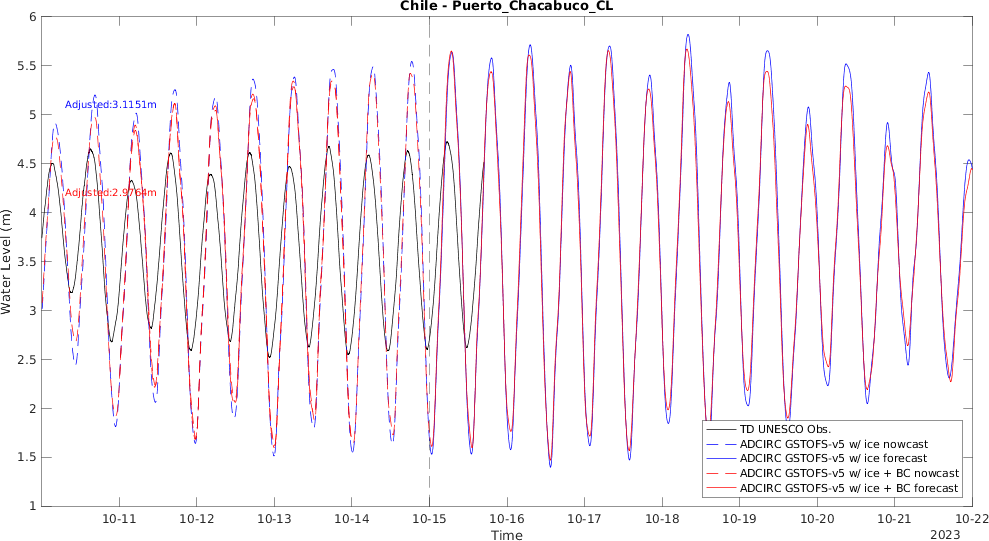 Chile - Puerto_Chacabuco_CL
6
5.5
5
4.5
4
3.5
3
2.5
2
1.5
1
Water Level (m)
Adjusted:3.1151m
Adjusted:2.9764m
TD UNESCO Obs.
ADCIRC GSTOFS-v5 w/ ice nowcast
ADCIRC GSTOFS-v5 w/ ice forecast
ADCIRC GSTOFS-v5 w/ ice + BC nowcast
ADCIRC GSTOFS-v5 w/ ice + BC forecast
10-11 10-12 10-13 10-14 10-15 10-16 10-17 10-18 10-19 10-20 10-21 10-22
Time
2023